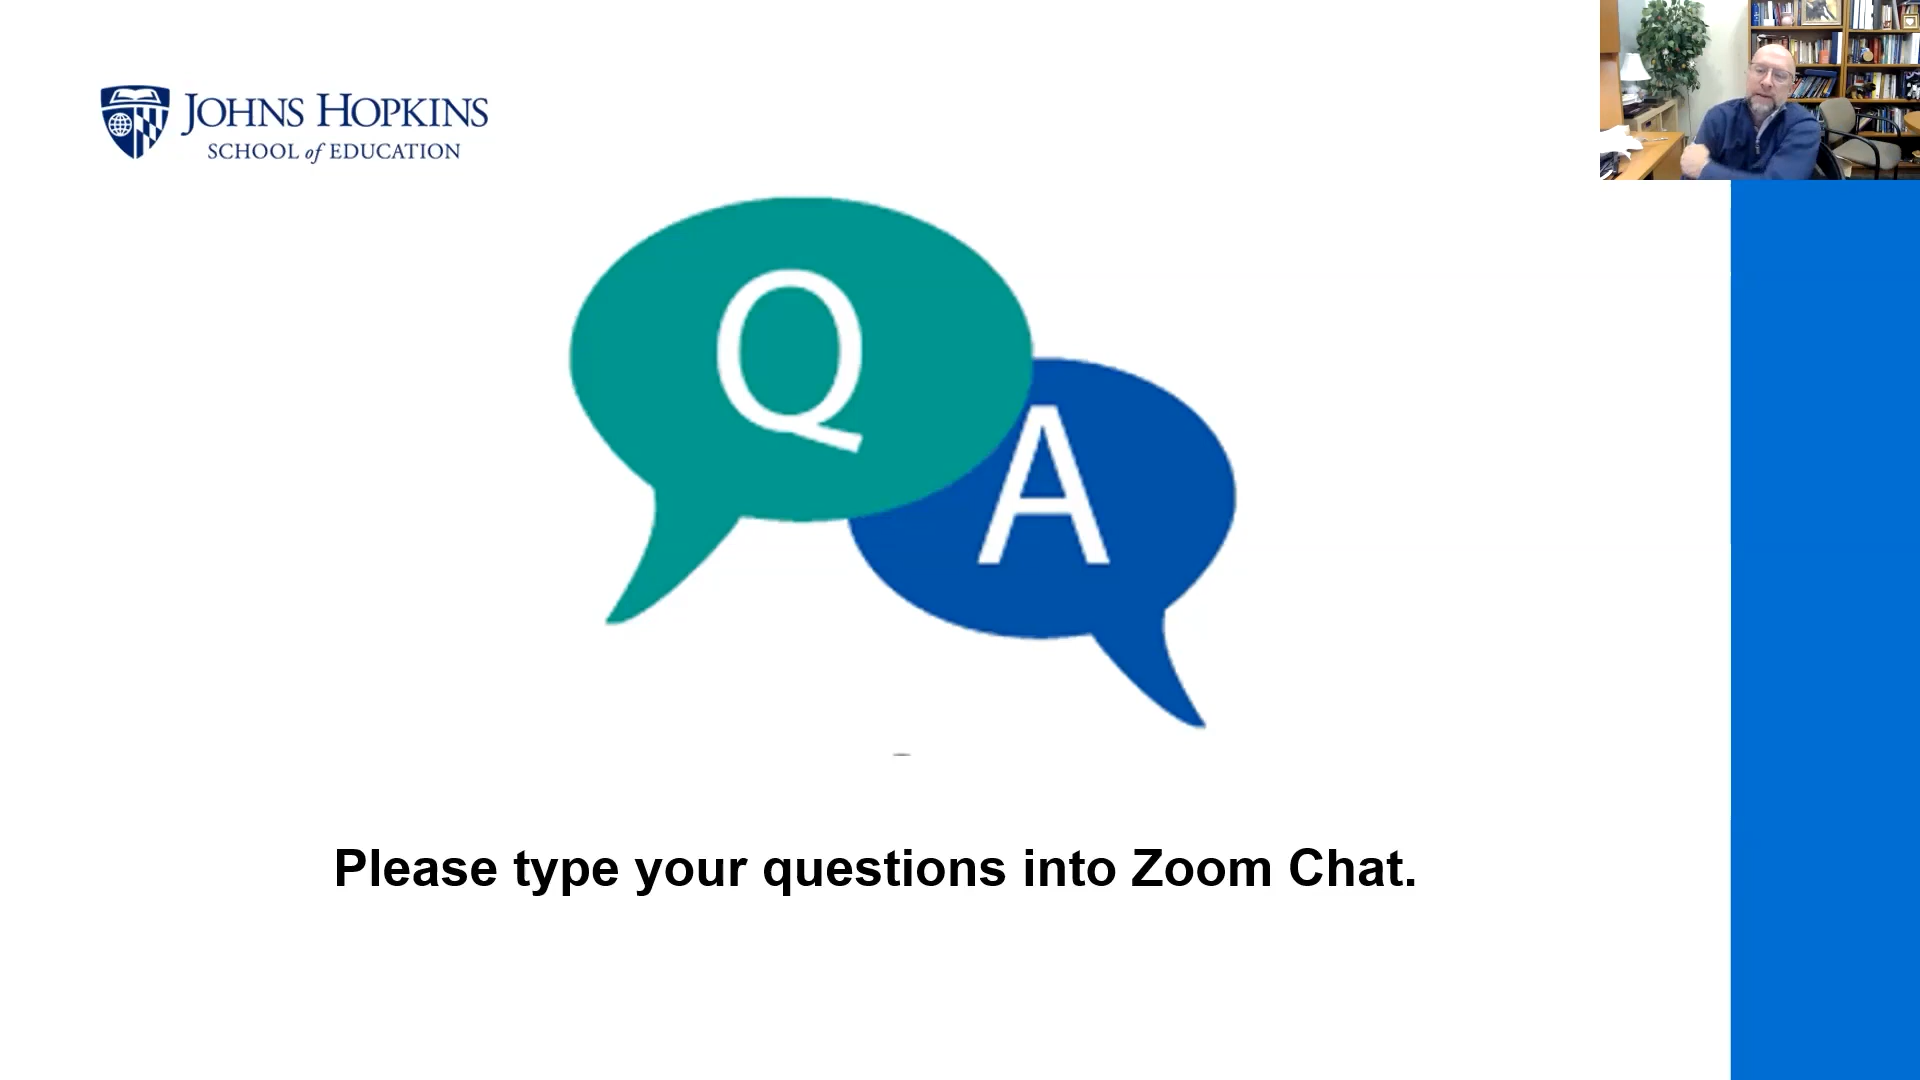 JOHNS HOPKINS
SCHOOL of EDUCATION
Q
A
Please type your questions into Zoom Chat.